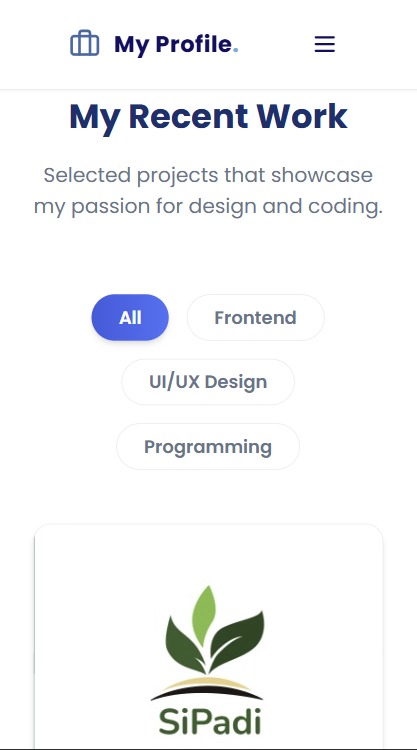 My Profile.
My Recent Work
Selected projects that showcase
my passion for design and coding.
All
Frontend
UI/UX Design
Programming
SiPadi